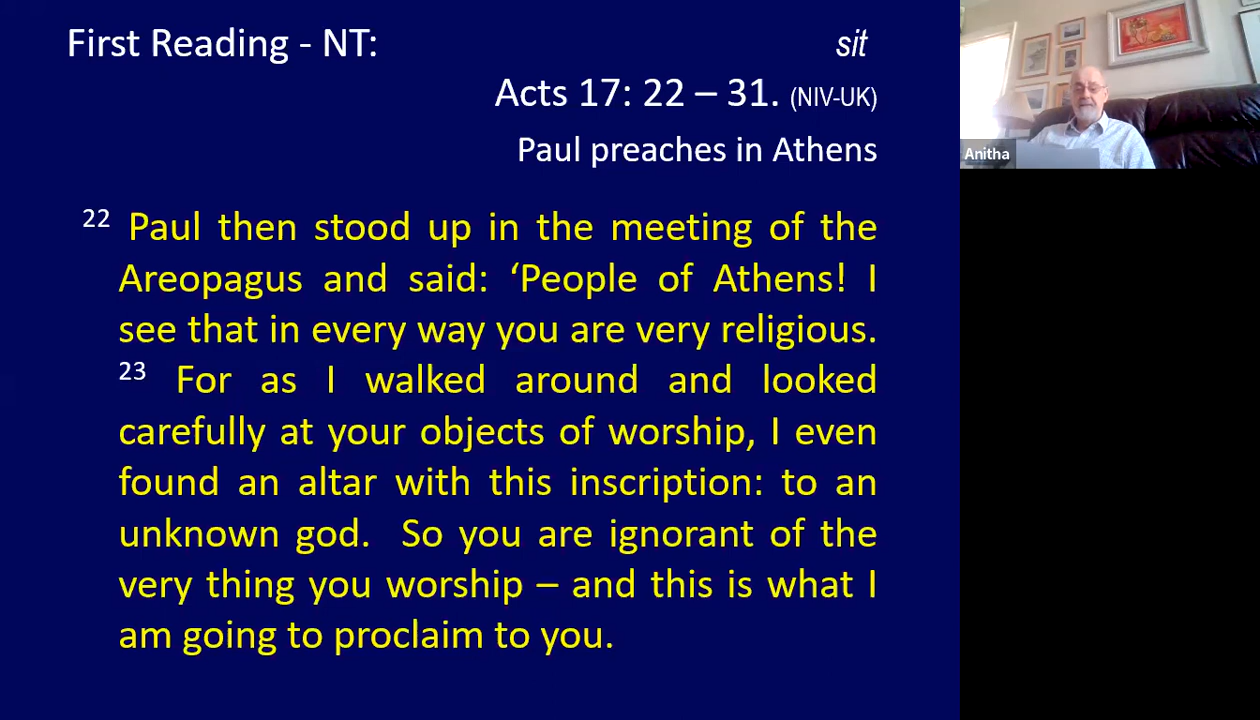 First Reading - NT: sit
Acts 17: 22 – 31. (NIV-UK)
Paul preaches in Athens
22 Paul then stood up in the meeting of the
Areopagus and said: ‘People of Athens! I
see that in every way you are very religious.
23 For as I walked around and looked
carefully at your objects of worship, I even
found an altar with this inscription: to an
unknown god. So you are ignorant of the
very thing you worship – and this is what I
am going to proclaim to you.
Anitha